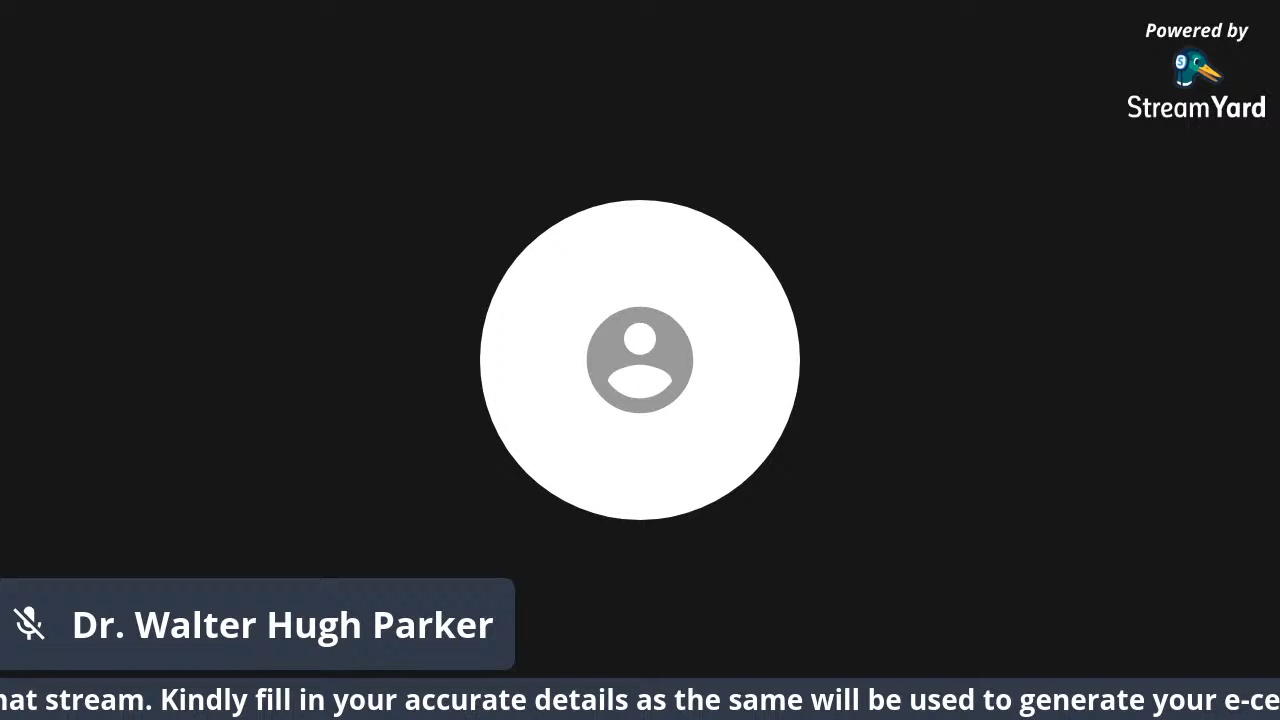 Powered by
StreamYard
Dr. Walter Hugh Parker
stream. Kindly fill in your accurate details as the same will be used to generate your